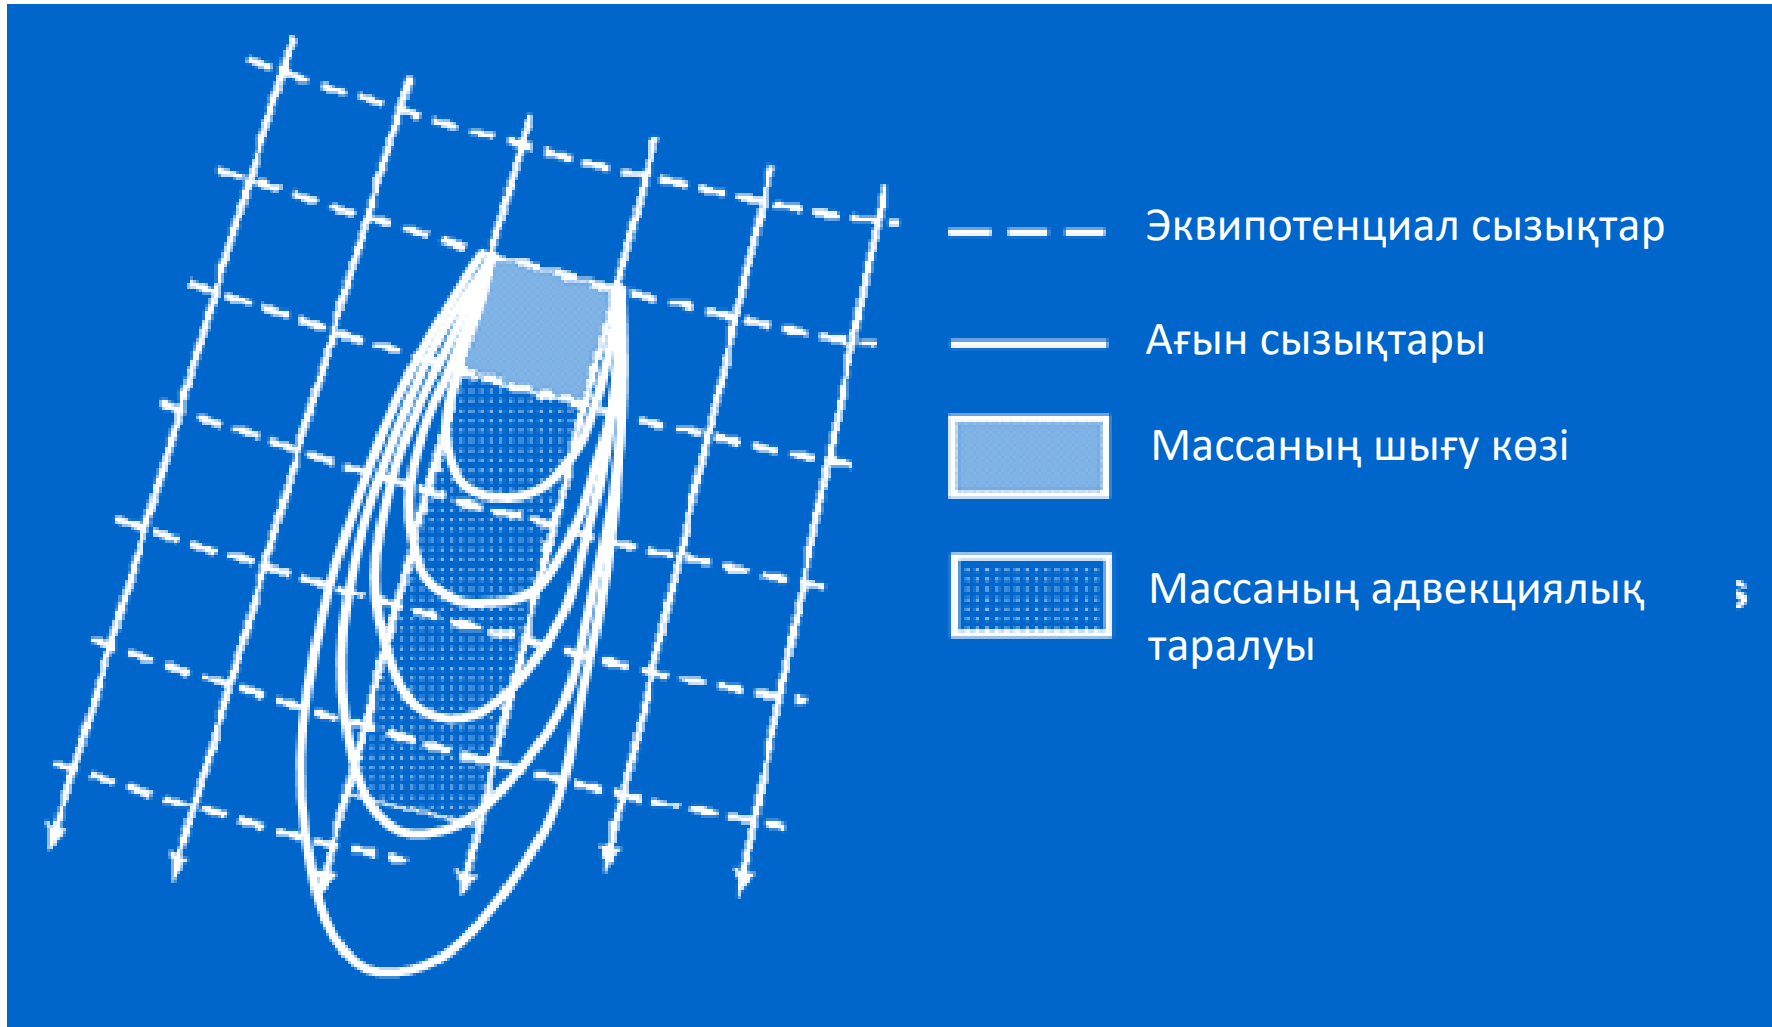 Эквипотенциал сызықтар
Ағын сызықтары
Массаның шығу көзі
Массаның адвекциялық
таралуы